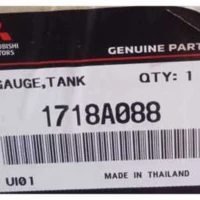 GENUINE PART
GAUGE,TANK QTY: 1
1718A088
UI01 MADE IN THAILAND